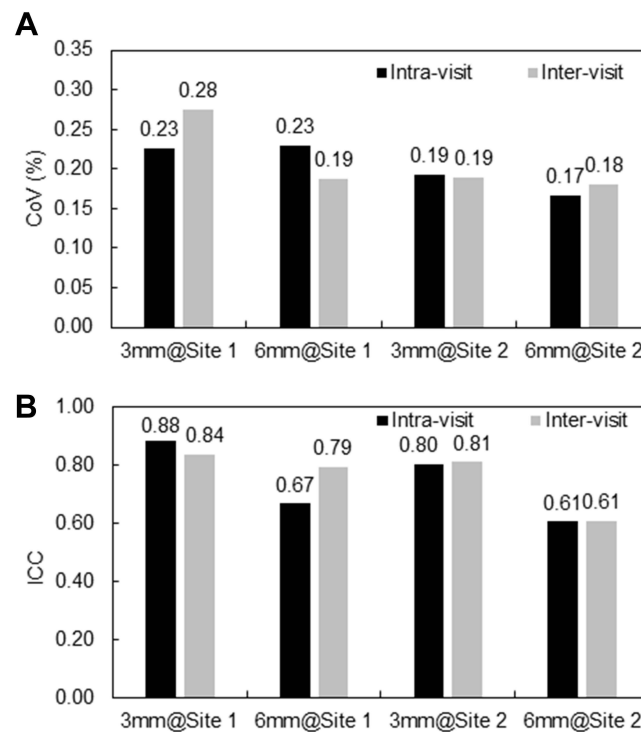 A
0.35
Intra-visit Inter-visit
0.30
0.28
0.25
0.23 0.23
0.20
0.19 0.19 0.19
0.17 0.18
0.15
0.10
0.05
0.00
CoV (%)
3mm@Site 1 6mm@Site 1 3mm@Site 2 6mm@Site 2
B
1.00
Intra-visit Inter-visit
0.88 0.84
0.80 0.81
0.79
0.80
0.67
0.61 0.61
0.60
0.40
0.20
0.00
ICC
3mm@Site 1 6mm@Site 1 3mm@Site 2 6mm@Site 2